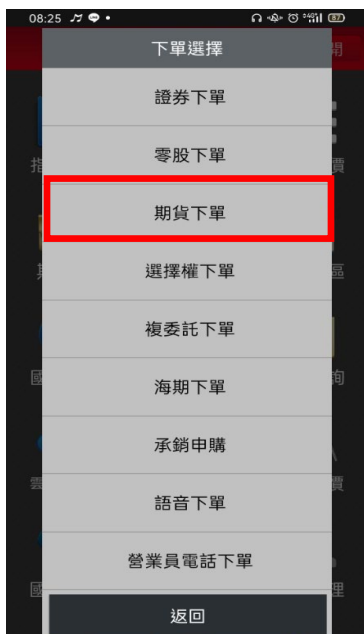 08:25
87
下單選擇
證券下單
零股下單
期貨下單
選擇權下單
複委託下單
海期下單
承銷申購
語音下單
營業員電話下單
返回